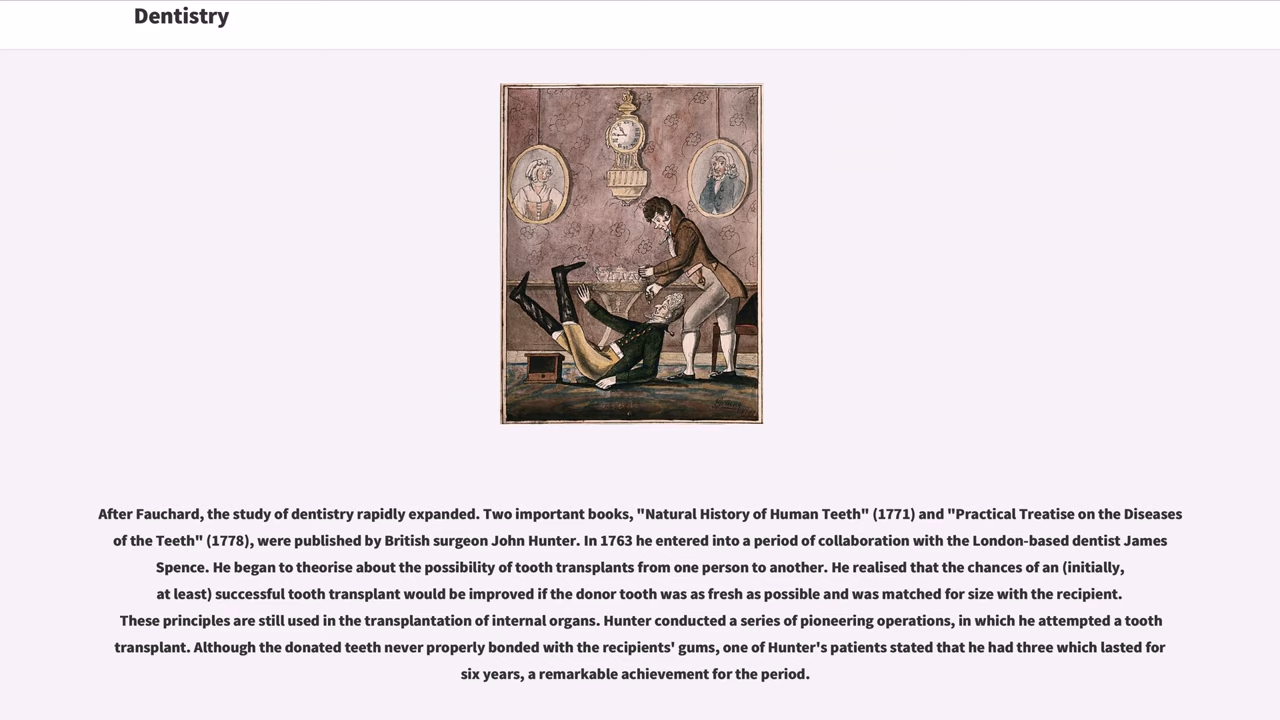 Dentistry
After Fauchard, the study of dentistry rapidly expanded. Two important books, "Natural History of Human Teeth" (1771) and "Practical Treatise on the Diseases
of the Teeth" (1778), were published by British surgeon John Hunter. In 1763 he entered into a period of collaboration with the London-based dentist James
Spence. He began to theorise about the possibility of tooth transplants from one person to another. He realised that the chances of an (initially,
at least) successful tooth transplant would be improved if the donor tooth was as fresh as possible and was matched for size with the recipient.
These principles are still used in the transplantation of internal organs. Hunter conducted a series of pioneering operations, in which he attempted a tooth
transplant. Although the donated teeth never properly bonded with the recipients' gums, one of Hunter's patients stated that he had three which lasted for
six years, a remarkable achievement for the period.